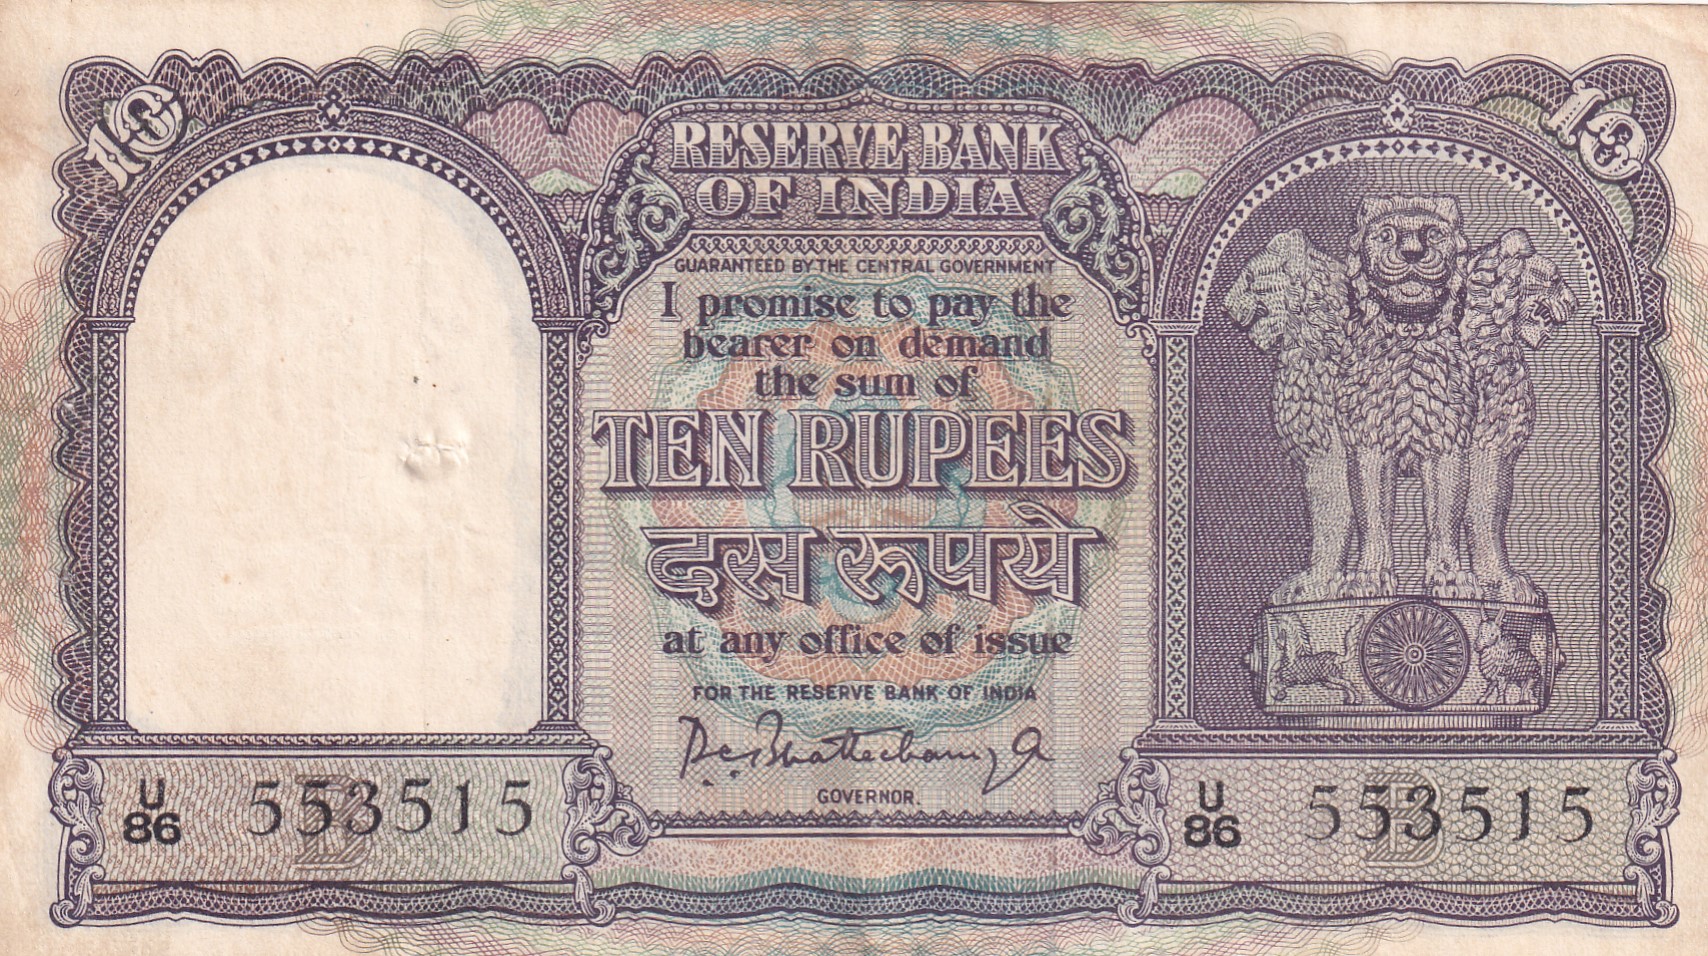 10
10
RESERVE BANK
OF INDIA
GUARANTEED BY THE CENTRAL GOVERNMENT
I promise to pay the
bearer on demand
the sum of
TEN RUPEES
दस रूपये
at any office of issue
FOR THE RESERVE BANK OF INDIA
P.C. Bhattacharyya
GOVERNOR.
U
86 553515
B
U
86 553515
B